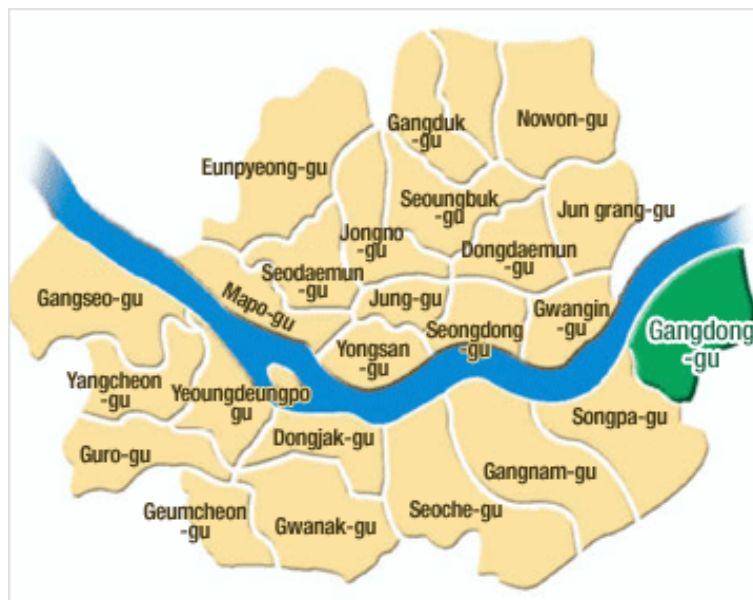 Nowon-gu
Gangduk
-gu
Eunpyeong-gu
Seoungbuk
-gu
Jun grang-gu
Jongno
-gu
Dongdaemun
-gu
Seodaemun
-gu
Mapo-gu
Jung-gu
Gwangin
-gu
Gangseo-gu
Seongdong
-gu
Gangdong
-gu
Yongsan
-gu
Yangcheon
-gu
Yeoungdeungpo
gu
Songpa-gu
Dongjak-gu
Guro-gu
Gangnam-gu
Geumcheon
-gu
Gwanak-gu
Seoche-gu